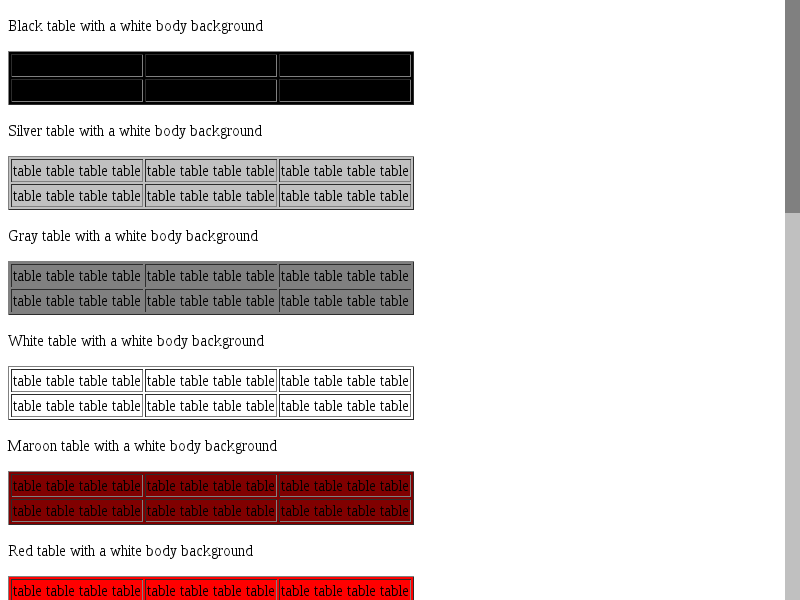 Black table with a white body background
Silver table with a white body background
table table table table table table table table table table table table
table table table table table table table table table table table table
Gray table with a white body background
table table table table table table table table table table table table
table table table table table table table table table table table table
White table with a white body background
table table table table table table table table table table table table
table table table table table table table table table table table table
Maroon table with a white body background
table table table table table table table table table table table table
table table table table table table table table table table table table
Red table with a white body background
table table table table table table table table table table table table